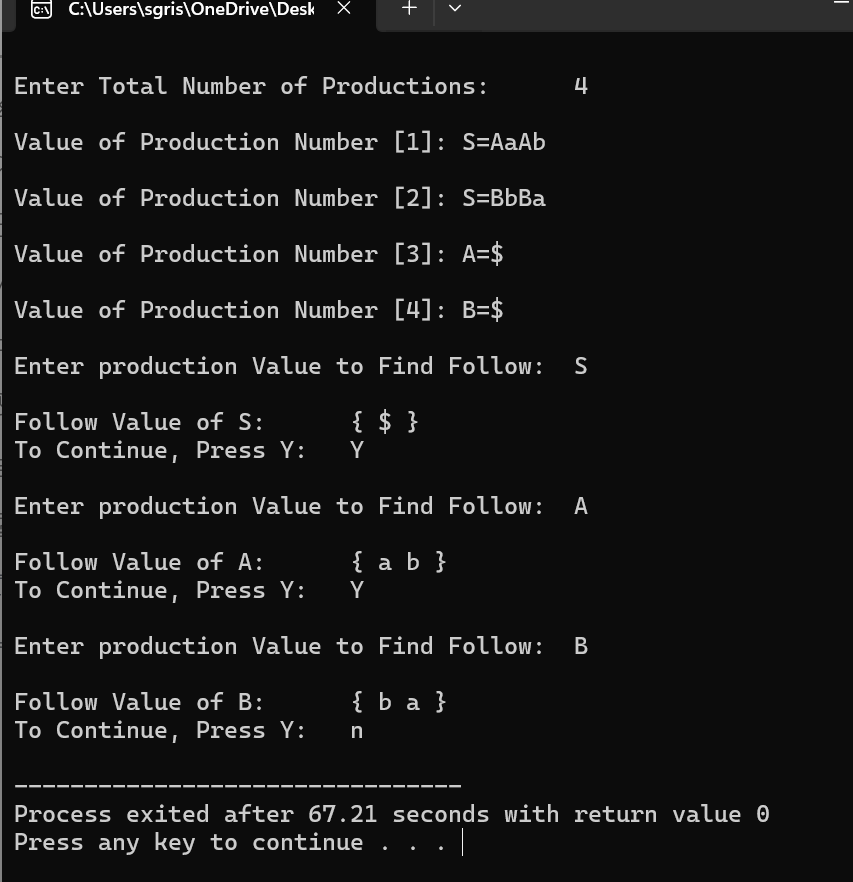 C:\Users\sgris\OneDrive\Desk
Enter Total Number of Productions: 4
Value of Production Number [1]: S=AaAb
Value of Production Number [2]: S=BbBa
Value of Production Number [3]: A=$
Value of Production Number [4]: B=$
Enter production Value to Find Follow: S
Follow Value of S: { $ }
To Continue, Press Y: Y
Enter production Value to Find Follow: A
Follow Value of A: { a b }
To Continue, Press Y: Y
Enter production Value to Find Follow: B
Follow Value of B: { b a }
To Continue, Press Y: n
--------------------------------
Process exited after 67.21 seconds with return value 0
Press any key to continue . . .